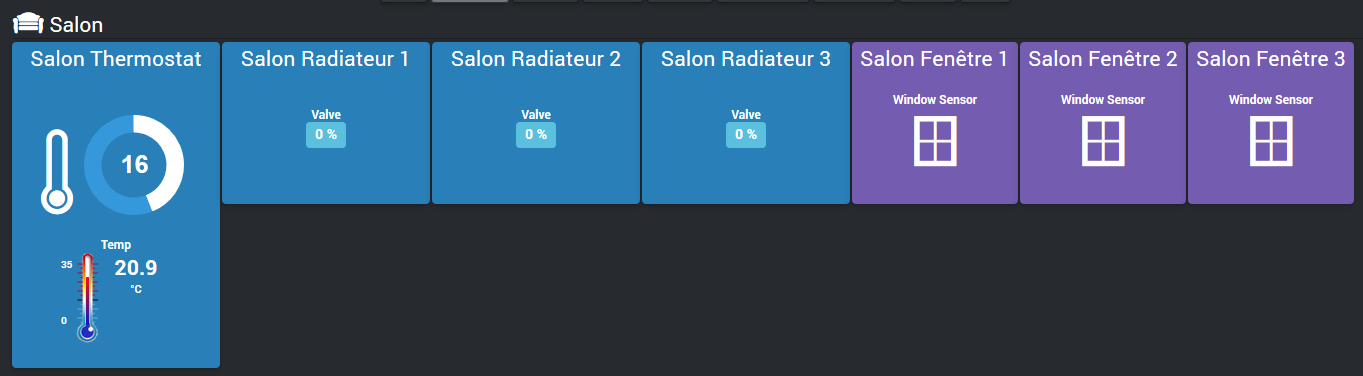 Salon
Salon Thermostat
16
Temp
35
20.9
°C
0
Salon Radiateur 1
Valve
0 %
Salon Radiateur 2
Valve
0 %
Salon Radiateur 3
Valve
0 %
Salon Fenêtre 1
Window Sensor
Salon Fenêtre 2
Window Sensor
Salon Fenêtre 3
Window Sensor